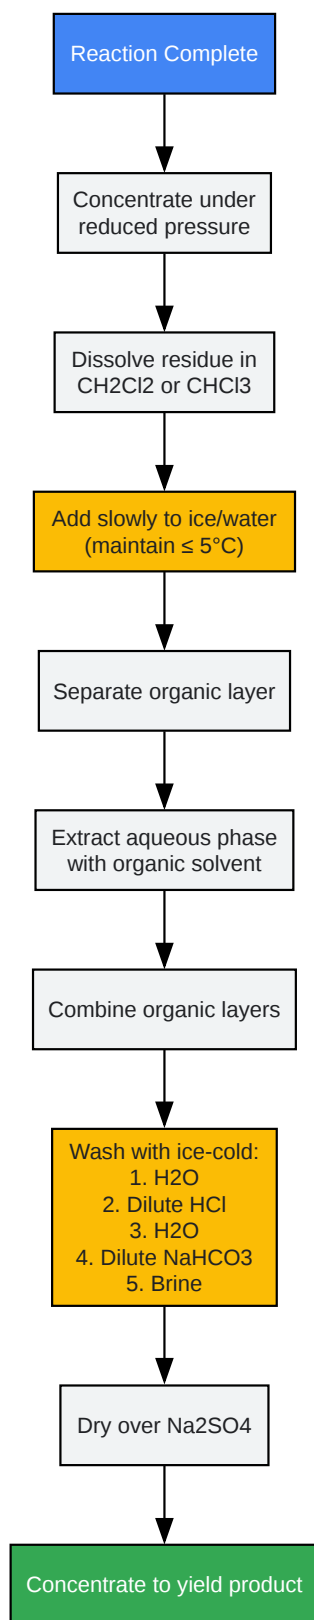 Reaction Complete
Concentrate under
reduced pressure
Dissolve residue in
CH2Cl2 or CHCl3
Add slowly to ice/water
(maintain ≤ 5°C)
Separate organic layer
Extract aqueous phase
with organic solvent
Combine organic layers
Wash with ice-cold:
1. H2O
2. Dilute HCl
3. H2O
4. Dilute NaHCO3
5. Brine
Dry over Na2SO4
Concentrate to yield product